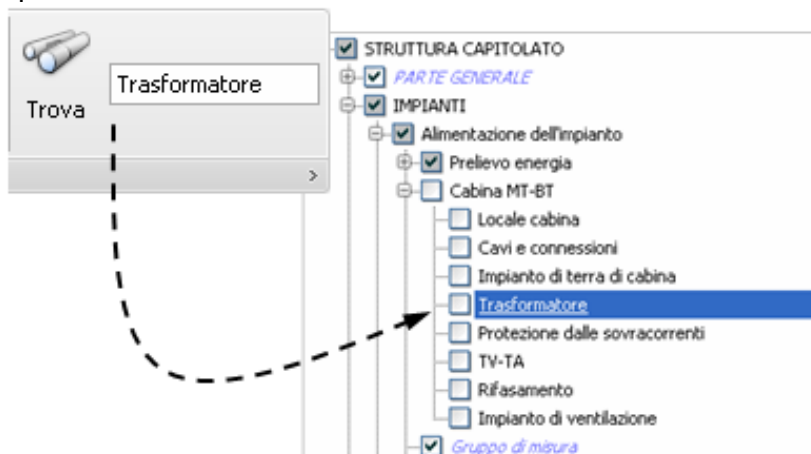 Trova
Trasformatore
STRUTTURA CAPITOLATO
PARTE GENERALE
IMPIANTI
Alimentazione dell'impianto
Prelievo energia
Cabina MT-BT
Locale cabina
Cavi e connessioni
Impianto di terra di cabina
Trasformatore
Protezione dalle sovracorrenti
TV-TA
Rifasamento
Impianto di ventilazione
Gruppo di misura